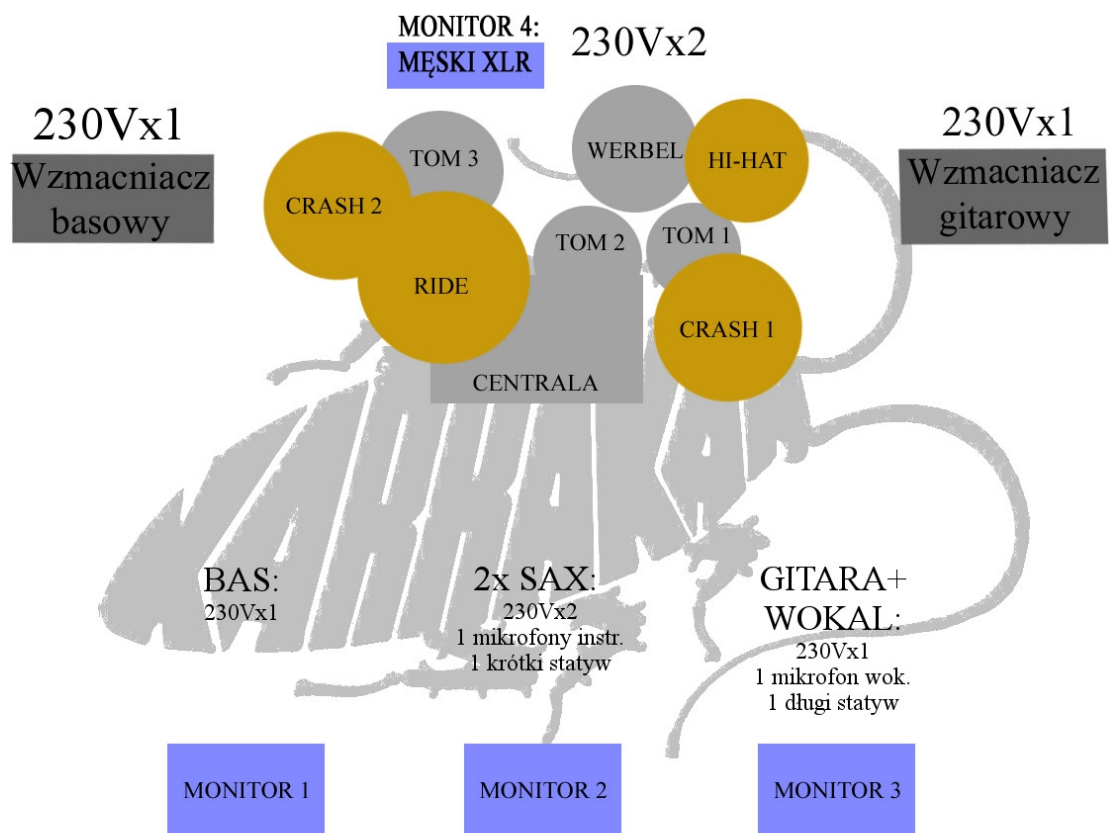 MONITOR 4:
MĘSKI XLR
230Vx2
230Vx1
Wzmacniacz
basowy
230Vx1
Wzmacniacz
gitarowy
TOM 3
WERBEL
HI-HAT
CRASH 2
TOM 2
TOM 1
RIDE
CRASH 1
CENTRALA
KARKAKAN
BAS:
230Vx1
2x SAX:
230Vx2
1 mikrofony instr.
1 krótki statyw
GITARA+
WOKAL:
230Vx1
1 mikrofon wok.
1 długi statyw
MONITOR 1
MONITOR 2
MONITOR 3